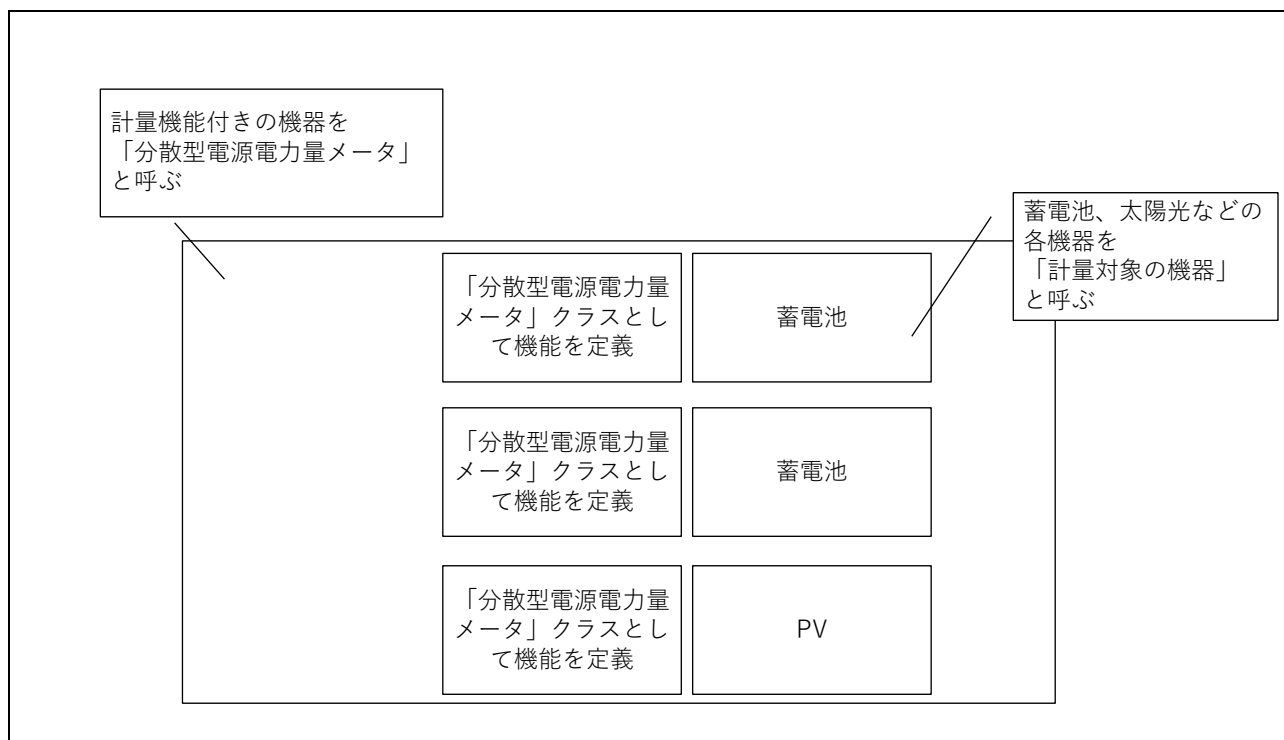 計量機能付きの機器を
「分散型電源電力量メータ」
と呼ぶ
蓄電池、太陽光などの
各機器を
「計量対象の機器」
と呼ぶ
「分散型電源電力量
メータ」クラスとし
て機能を定義
蓄電池
「分散型電源電力量
メータ」クラスとし
て機能を定義
蓄電池
「分散型電源電力量
メータ」クラスとし
て機能を定義
PV